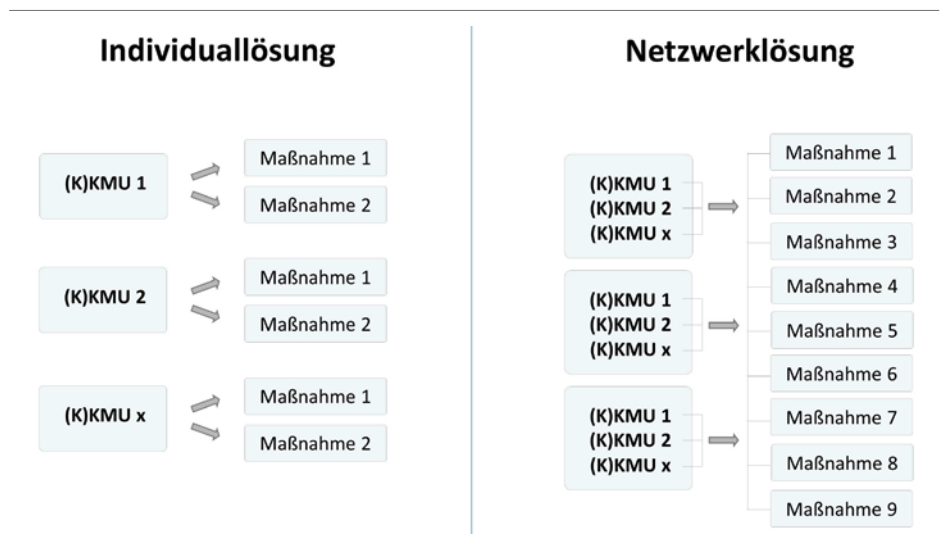 Individuallösung
(K)KMU 1
Maßnahme 1
Maßnahme 2
(K)KMU 2
Maßnahme 1
Maßnahme 2
(K)KMU x
Maßnahme 1
Maßnahme 2
Netzwerklösung
(K)KMU 1
(K)KMU 2
(K)KMU x
(K)KMU 1
(K)KMU 2
(K)KMU x
(K)KMU 1
(K)KMU 2
(K)KMU x
Maßnahme 1
Maßnahme 2
Maßnahme 3
Maßnahme 4
Maßnahme 5
Maßnahme 6
Maßnahme 7
Maßnahme 8
Maßnahme 9